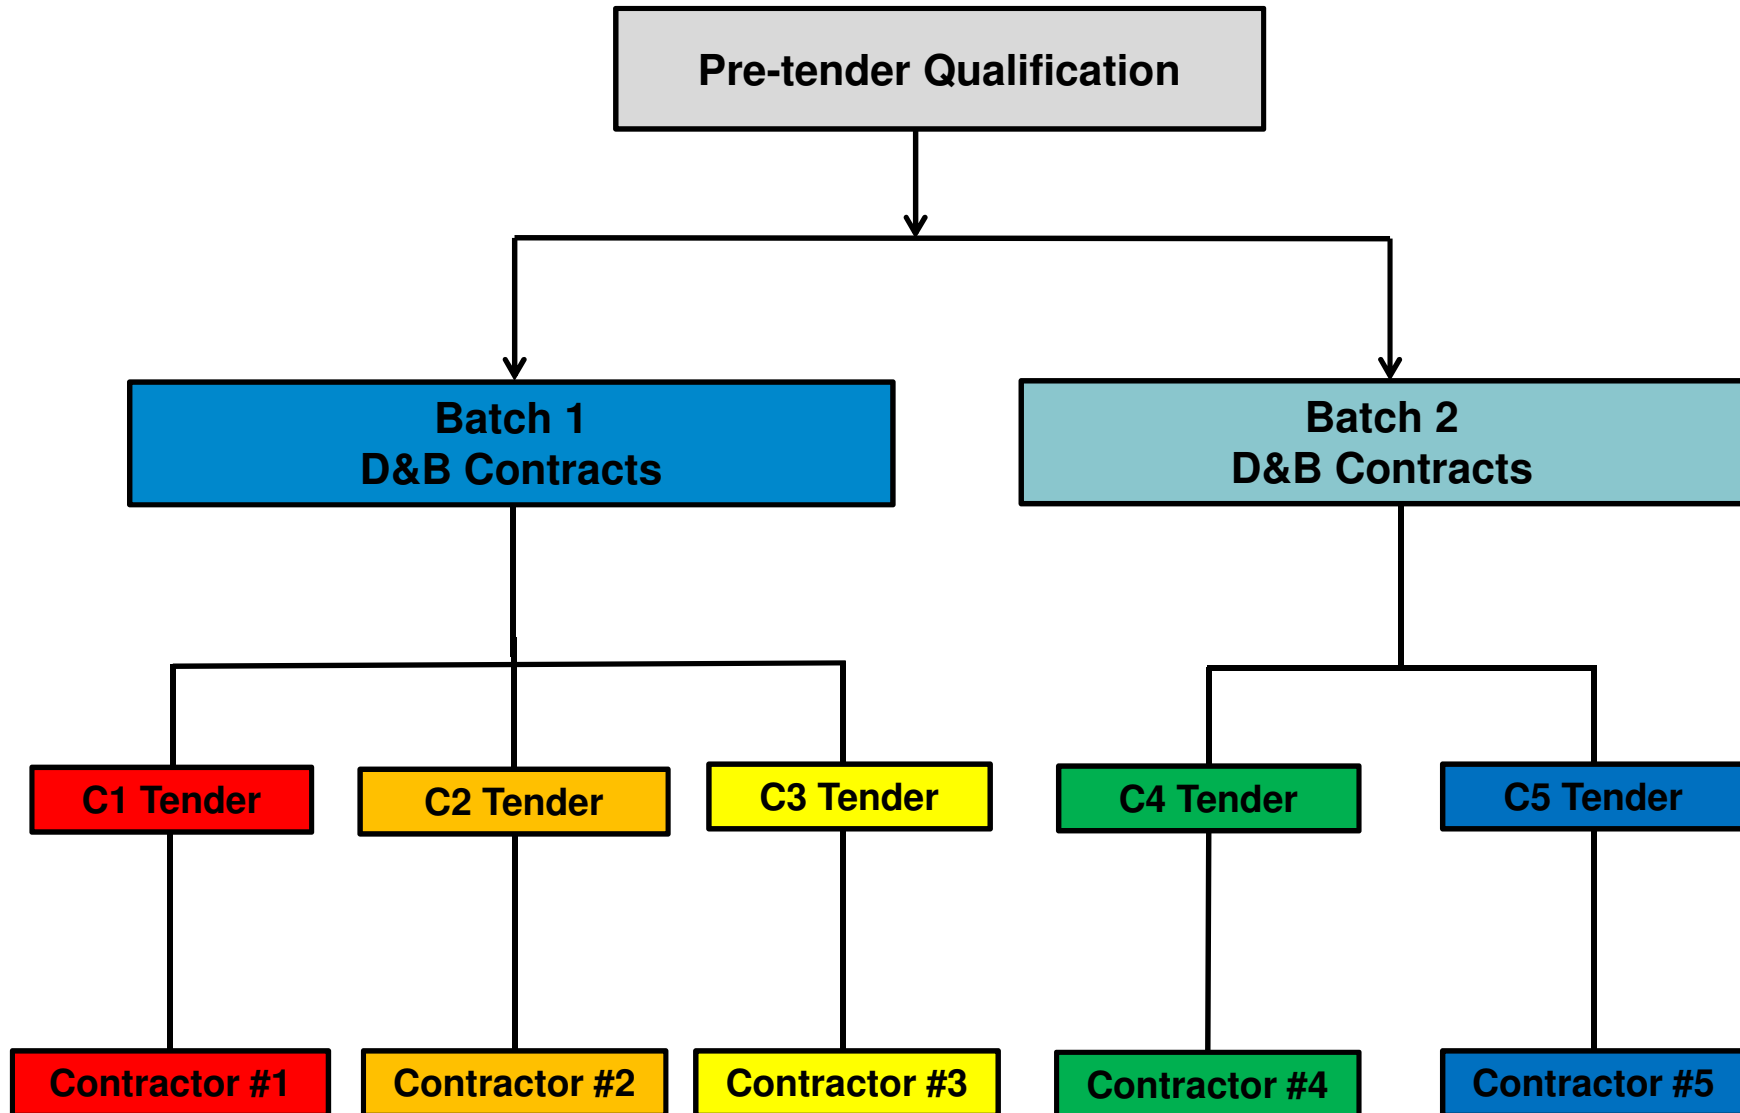 Pre-tender Qualification
Batch 1
D&B Contracts
Batch 2
D&B Contracts
C1 Tender
C2 Tender
C3 Tender
C4 Tender
C5 Tender
Contractor #1
Contractor #2
Contractor #3
Contractor #4
Contractor #5